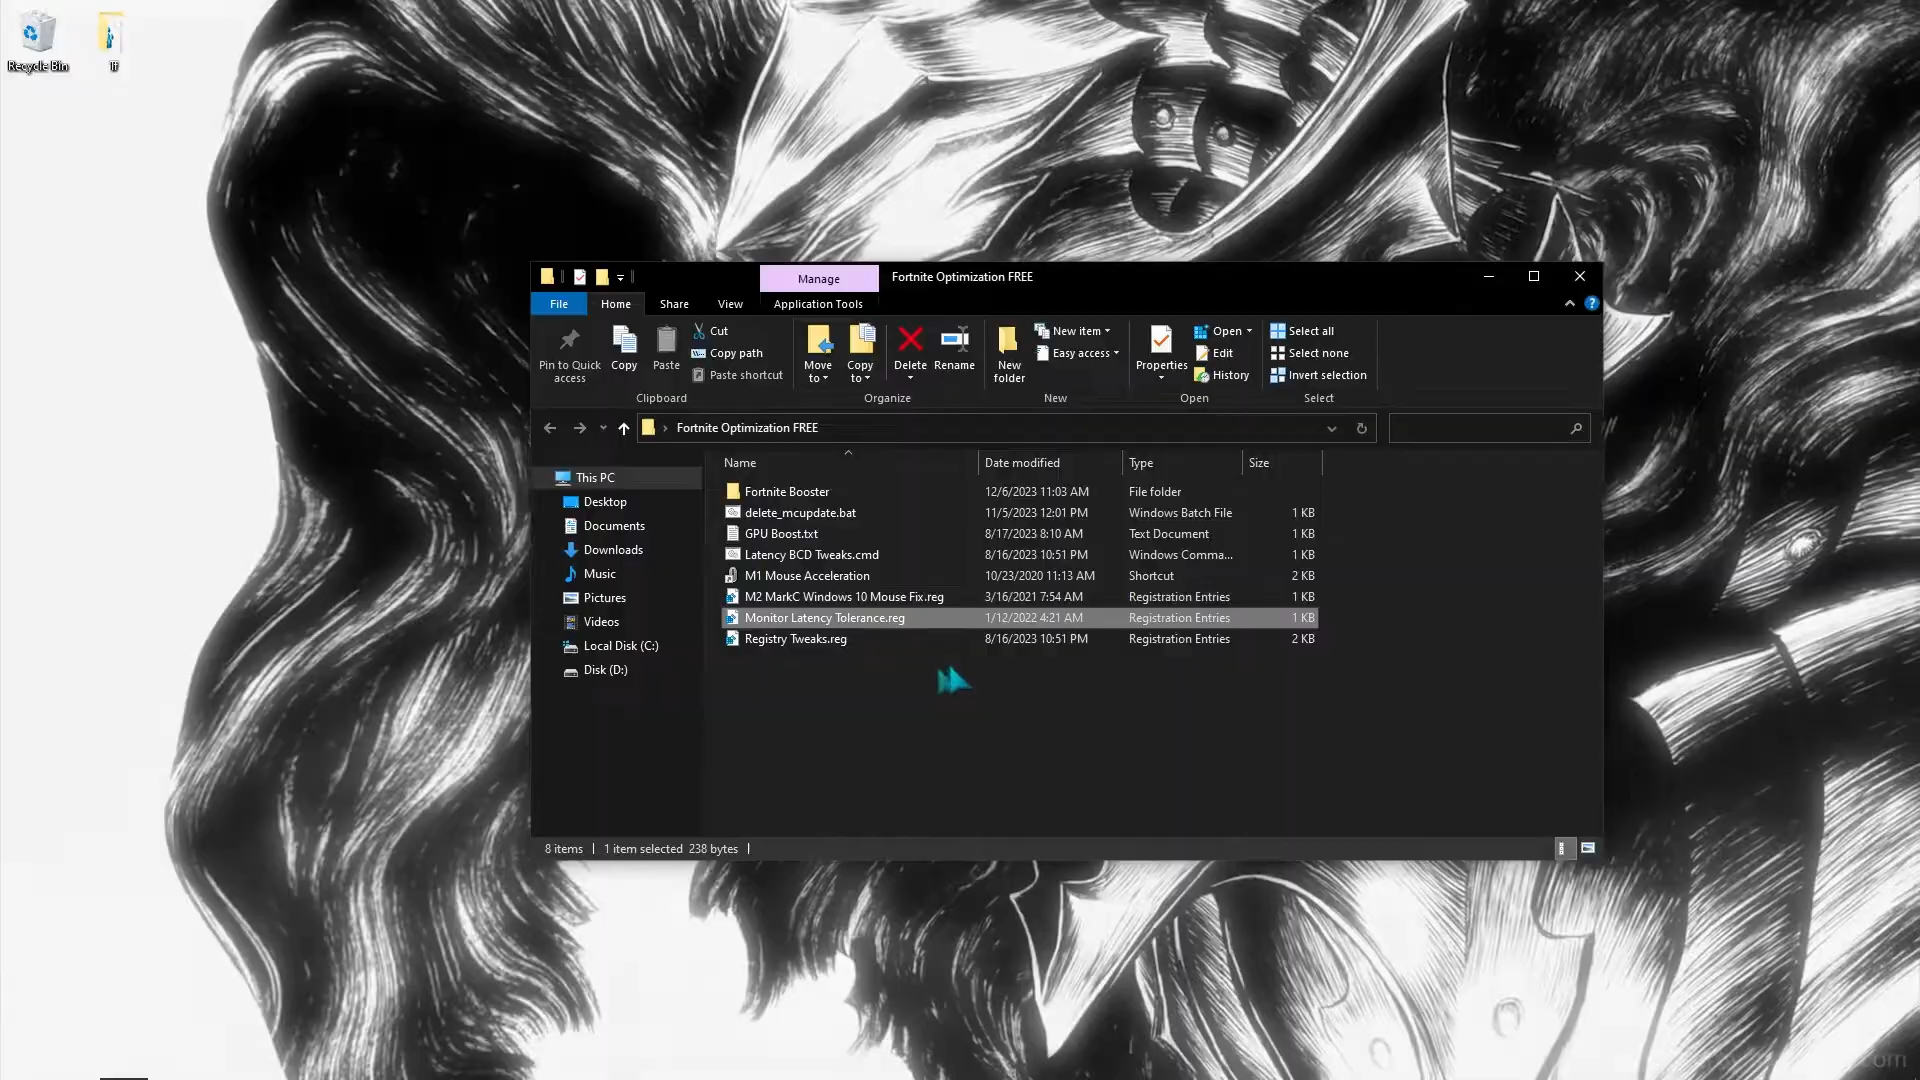 Recycle Bin
Manage
Fortnite Optimization FREE
File
Home
Share
View
Application Tools
Pin to Quick access
Copy
Paste
Cut
Copy path
Paste shortcut
Clipboard
Move to
Copy to
Delete
Rename
Organize
New folder
New item
Easy access
New
Properties
Open
Edit
History
Open
Select all
Select none
Invert selection
Select
Fortnite Optimization FREE
This PC
Desktop
Documents
Downloads
Music
Pictures
Videos
Local Disk (C:)
Disk (D:)
Name Date modified Type Size
Fortnite Booster 12/6/2023 11:03 AM File folder
delete_mcupdate.bat 11/5/2023 12:01 PM Windows Batch File 1 KB
GPU Boost.txt 8/17/2023 8:10 AM Text Document 1 KB
Latency BCD Tweaks.cmd 8/16/2023 10:51 PM Windows Comma... 1 KB
M1 Mouse Acceleration 10/23/2020 11:13 AM Shortcut 2 KB
M2 MarkC Windows 10 Mouse Fix.reg 3/16/2021 7:54 AM Registration Entries 1 KB
Monitor Latency Tolerance.reg 1/12/2022 4:21 AM Registration Entries 1 KB
Registry Tweaks.reg 8/16/2023 10:51 PM Registration Entries 2 KB
8 items 1 item selected 238 bytes